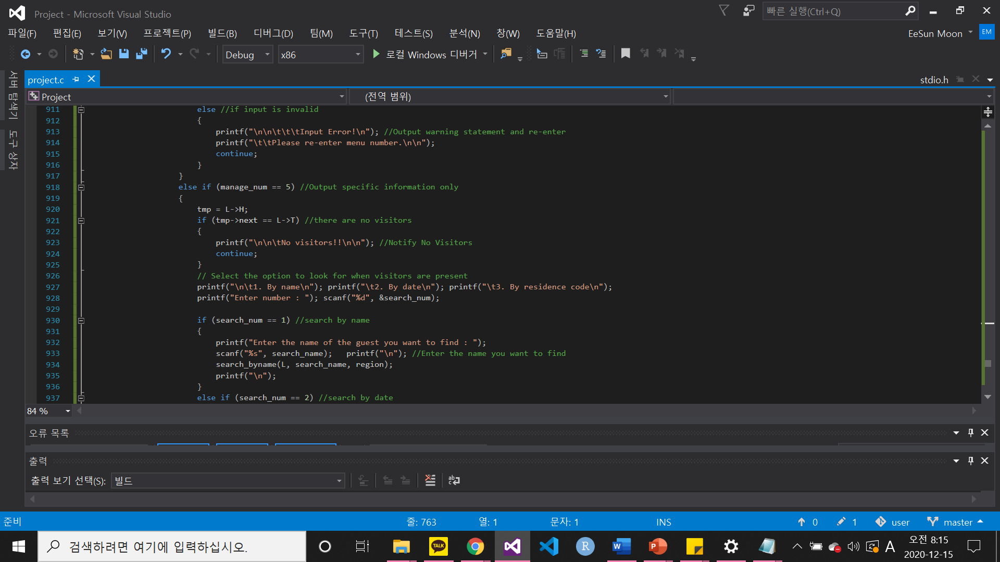 Project - Microsoft Visual Studio
빠른 실행(Ctrl+Q)
파일(F) 편집(E) 보기(V) 프로젝트(P) 빌드(B) 디버그(D) 팀(M) 도구(T) 테스트(S) 분석(N) 창(W) 도움말(H) EeSun Moon EM
Debug x86 로컬 Windows 디버거
서버 탐색기
도구 상자
project.c stdio.h
Project (전역 범위)
911 else //if input is invalid
912 {
913 printf("\n\n\t\t\tInput Error!\n"); //Output warning statement and re-enter
914 printf("\t\tPlease re-enter menu number.\n\n");
915 continue;
916 }
917 }
918 else if (manage_num == 5) //Output specific information only
919 {
920 tmp = L->H;
921 if (tmp->next == L->T) //there are no visitors
922 {
923 printf("\n\n\tNo visitors!!\n\n"); //Notify No Visitors
924 continue;
925 }
926 // Select the option to look for when visitors are present
927 printf("\n\t1. By name\n"); printf("\t2. By date\n"); printf("\t3. By residence code\n");
928 printf("Enter number : "); scanf("%d", &search_num);
929
930 if (search_num == 1) //search by name
931 {
932 printf("Enter the name of the guest you want to find : ");
933 scanf("%s", search_name); printf("\n"); //Enter the name you want to find
934 search_byname(L, search_name, region);
935 printf("\n");
936 }
937 else if (search_num == 2) //search by date
84 %
오류 목록
출력
출력 보기 선택(S): 빌드
준비 줄: 763 열: 1 문자: 1 INS 0 1 user master
검색하려면 여기에 입력하십시오. TALK R W P A 오전 8:15
2020-12-15